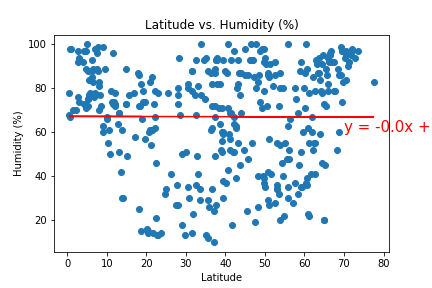 Latitude vs. Humidity (%)
100
80
60
40
20
Humidity (%)
y = -0.0x +
0 10 20 30 40 50 60 70 80
Latitude